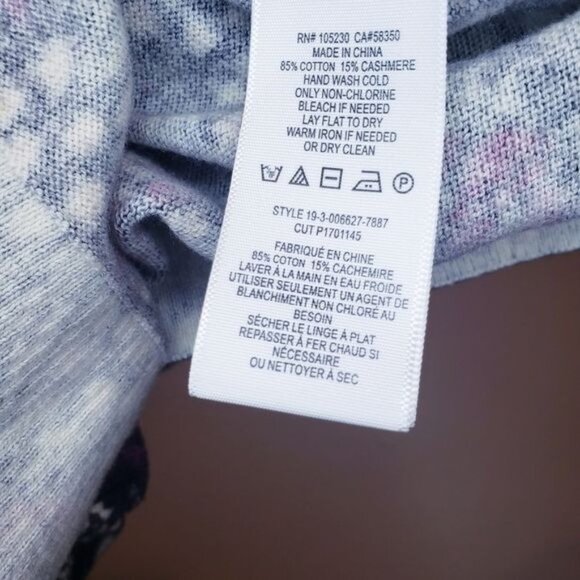 RN# 105230 CA#58350
MADE IN CHINA
85% COTTON 15% CASHMERE
HAND WASH COLD
ONLY NON-CHLORINE
BLEACH IF NEEDED
LAY FLAT TO DRY
WARM IRON IF NEEDED
OR DRY CLEAN
P
STYLE 19-3-006627-7887
CUT P1701145
FABRIQUÉ EN CHINE
85% COTON 15% CACHEMIRE
LAVER À LA MAIN EN EAU FROIDE
UTILISER SEULEMENT UN AGENT DE
BLANCHIMENT NON CHLORÉ AU
BESOIN
SÉCHER LE LINGE À PLAT
REPASSER À FER CHAUD SI
NÉCESSAIRE
OU NETTOYER À SEC